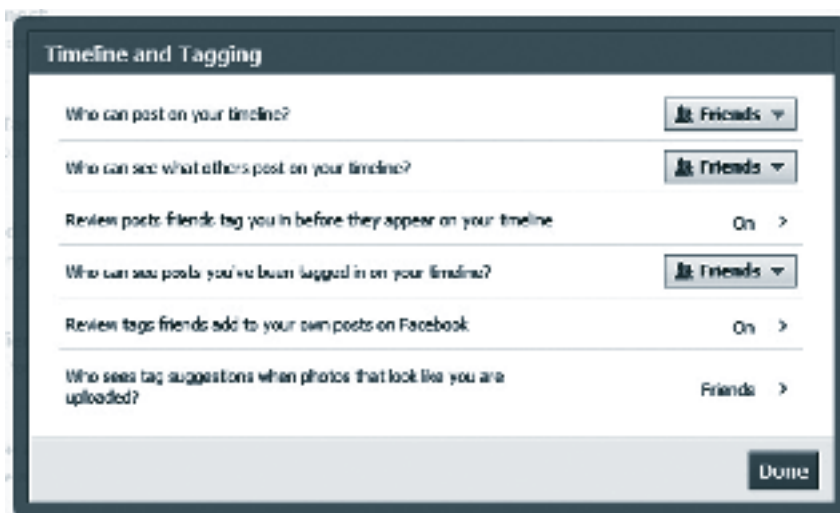 Timeline and Tagging
Who can post on your timeline?
Friends
Who can see what others post on your timeline?
Friends
Review posts friends tag you in before they appear on your timeline
On >
Who can see posts you've been tagged in on your timeline?
Friends
Review tags friends add to your own posts on Facebook
On >
Who sees tag suggestions when photos that look like you are
uploaded?
Friends >
Done